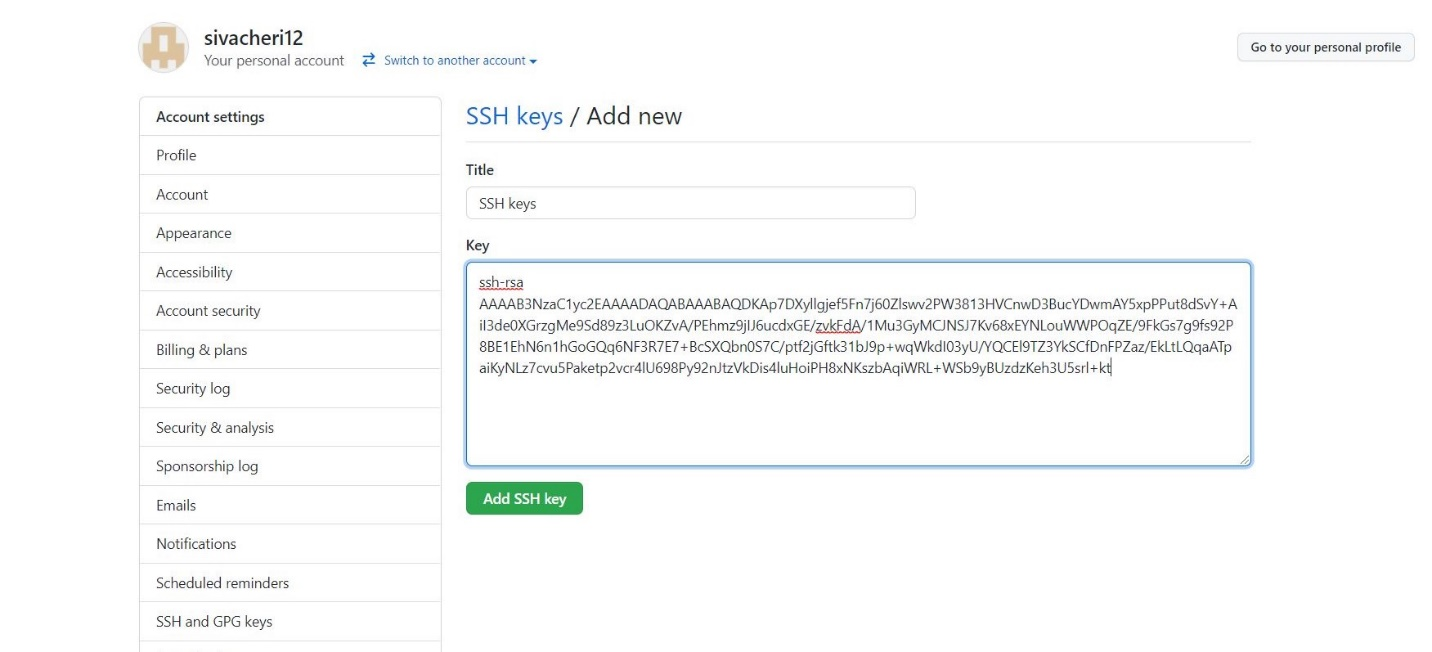 sivacheri12
Your personal account Switch to another account
Go to your personal profile
Account settings
Profile
Account
Appearance
Accessibility
Account security
Billing & plans
Security log
Security & analysis
Sponsorship log
Emails
Notifications
Scheduled reminders
SSH and GPG keys
SSH keys / Add new
Title
SSH keys
Key
ssh-rsa
AAAAB3NzaC1yc2EAAAADAQABAAABAQDKAp7DXyllgjef5Fn7j60Zlswv2PW3813HVCnwD3BucYDwmAY5xpPPut8dSvY+A
iI3de0XGrzgMe9Sd89z3LuOKZvA/PEhmz9jIJ6ucdxGE/zvkFdA/1Mu3GyMCJNSJ7Kv68xEYNLouWWPOqZE/9FkGs7g9fs92P
8BE1EhN6n1hGoGQq6NF3R7E7+BcSXQbn0S7C/ptf2jGftk31bJ9p+wqWkdI03yU/YQCEl9TZ3YkSCfDnFPZaz/EkLtLQqaATp
aiKyNLz7cvu5Paketp2vcr4lU698Py92nJtzVkDis4luHoiPH8xNKszbAqiWRL+WSb9yBUzdzKeh3U5srl+kt
Add SSH key